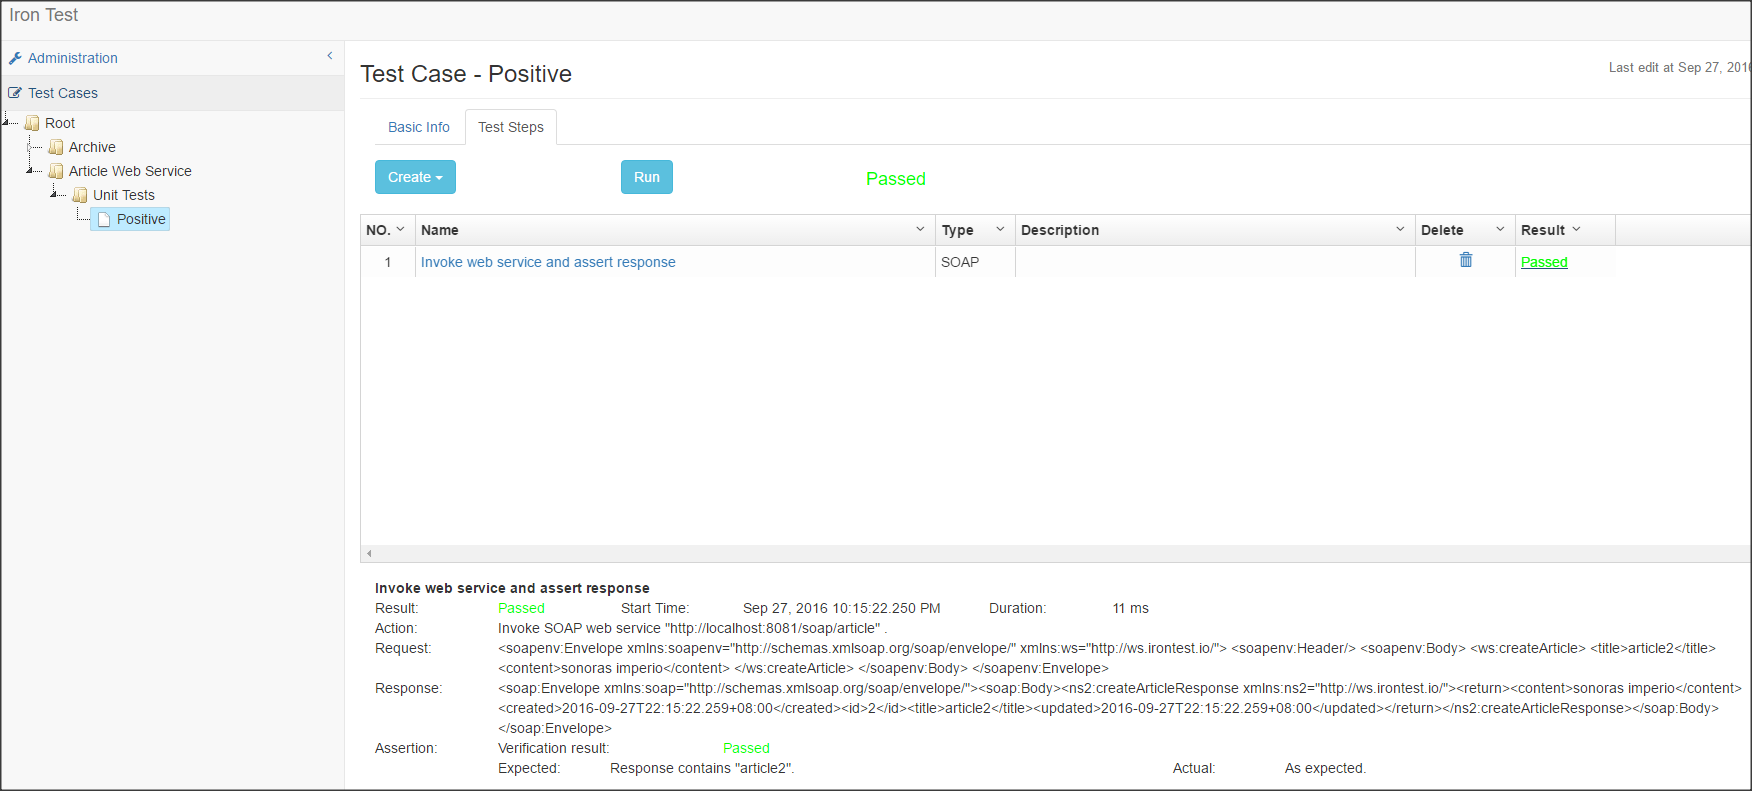 Iron Test
Administration
Test Cases
Root
Archive
Article Web Service
Unit Tests
Positive
Test Case - Positive
Last edit at Sep 27, 2016
Basic Info Test Steps
Create Run Passed
NO. Name Type Description Delete Result
1 Invoke web service and assert response SOAP Passed
Invoke web service and assert response
Result: Passed Start Time: Sep 27, 2016 10:15:22.250 PM Duration: 11 ms
Action: Invoke SOAP web service "http://localhost:8081/soap/article" .
Request: <soapenv:Envelope xmlns:soapenv="http://schemas.xmlsoap.org/soap/envelope/" xmlns:ws="http://ws.irontest.io/"> <soapenv:Header/> <soapenv:Body> <ws:createArticle> <title>article2</title>
<content>sonoras imperio</content> </ws:createArticle> </soapenv:Body> </soapenv:Envelope>
Response: <soap:Envelope xmlns:soap="http://schemas.xmlsoap.org/soap/envelope/"><soap:Body><ns2:createArticleResponse xmlns:ns2="http://ws.irontest.io/"><return><content>sonoras imperio</content>
<created>2016-09-27T22:15:22.259+08:00</created><id>2</id><title>article2</title><updated>2016-09-27T22:15:22.259+08:00</updated></return></ns2:createArticleResponse></soap:Body>
</soap:Envelope>
Assertion: Verification result: Passed
Expected: Response contains "article2". Actual: As expected.